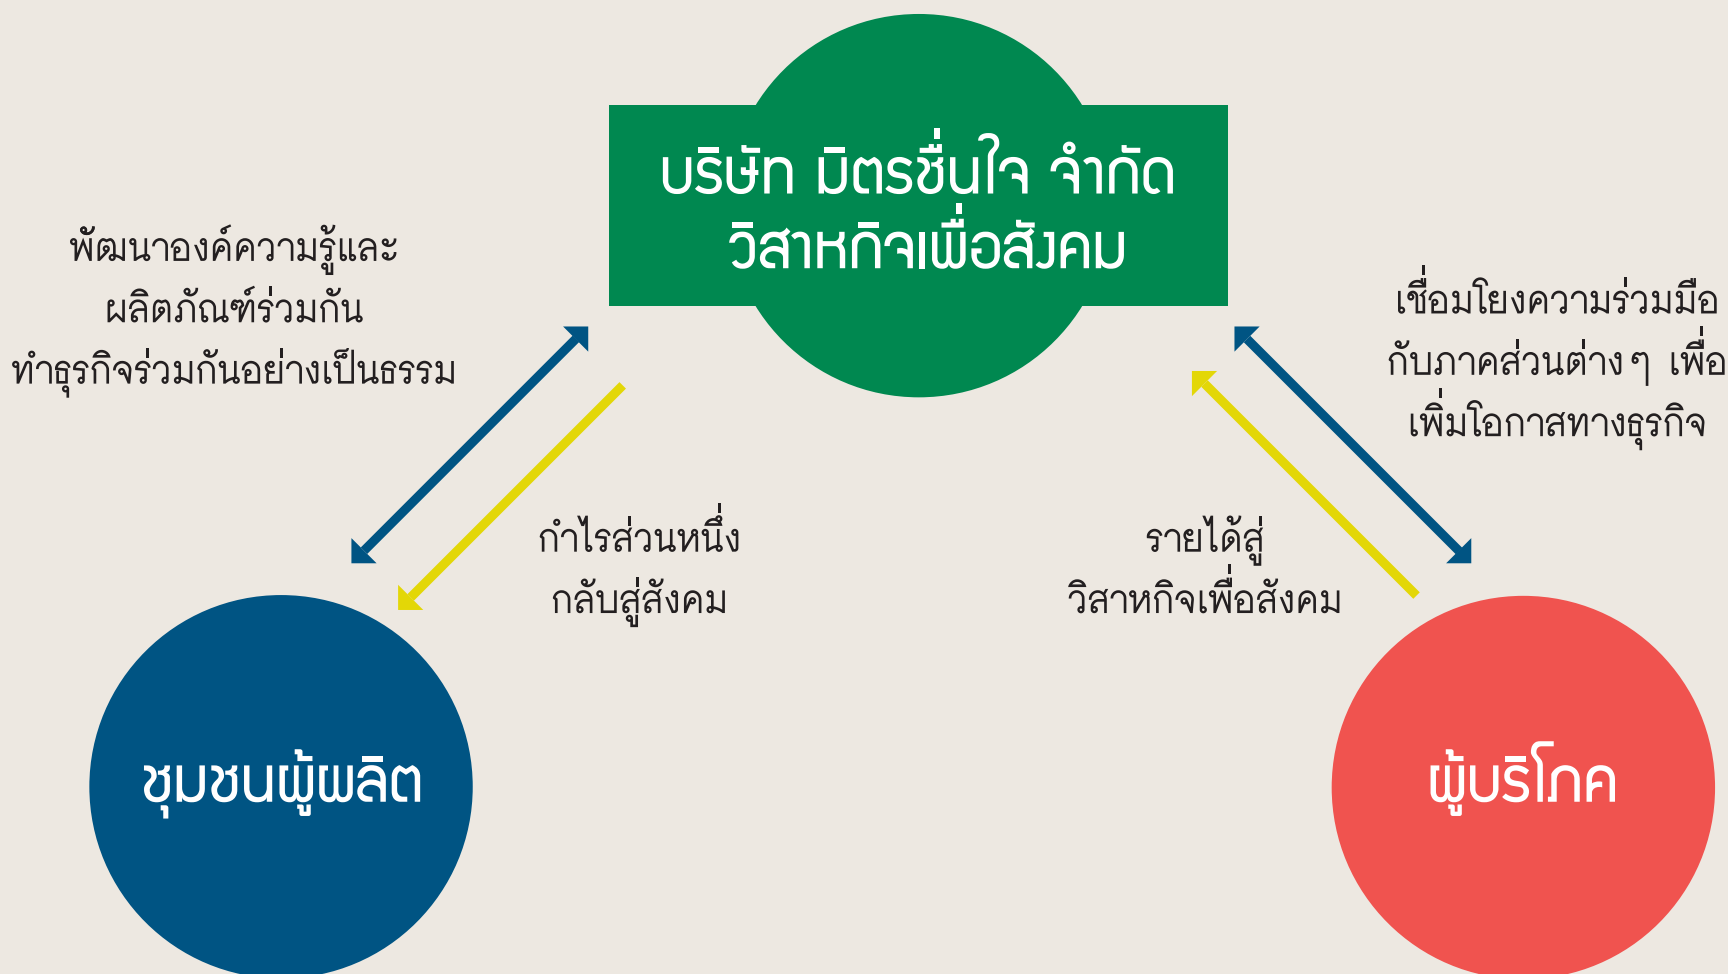 บริษัท มิตรชื่นใจ จำกัด
วิสาหกิจเพื่อสังคม
พัฒนาองค์ความรู้และ
ผลิตภัณฑ์ร่วมกัน
ทำธุรกิจร่วมกันอย่างเป็นธรรม
เชื่อมโยงความร่วมมือ
กับภาคส่วนต่างๆ เพื่อ
เพิ่มโอกาสทางธุรกิจ
กำไรส่วนหนึ่ง
กลับสู่สังคม
รายได้สู่
วิสาหกิจเพื่อสังคม
ชุมชนผู้ผลิต
ผู้บริโภค